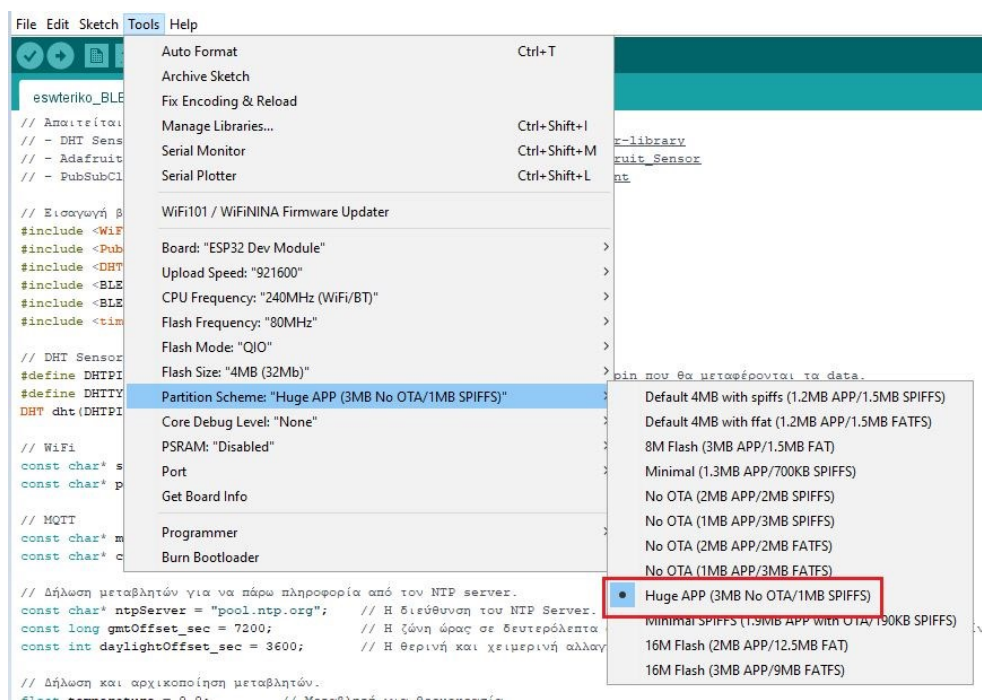 File Edit Sketch Tools Help
Auto Format Ctrl+T
Archive Sketch
Fix Encoding & Reload
Manage Libraries... Ctrl+Shift+I
Serial Monitor Ctrl+Shift+M
Serial Plotter Ctrl+Shift+L
WiFi101 / WiFiNINA Firmware Updater
Board: "ESP32 Dev Module"
Upload Speed: "921600"
CPU Frequency: "240MHz (WiFi/BT)"
Flash Frequency: "80MHz"
Flash Mode: "QIO"
Flash Size: "4MB (32Mb)"
Partition Scheme: "Huge APP (3MB No OTA/1MB SPIFFS)"
Core Debug Level: "None"
PSRAM: "Disabled"
Port
Get Board Info
Programmer
Burn Bootloader
Default 4MB with spiffs (1.2MB APP/1.5MB SPIFFS)
Default 4MB with ffat (1.2MB APP/1.5MB FATFS)
8M Flash (3MB APP/1.5MB FAT)
Minimal (1.3MB APP/700KB SPIFFS)
No OTA (2MB APP/2MB SPIFFS)
No OTA (1MB APP/3MB SPIFFS)
No OTA (2MB APP/2MB FATFS)
No OTA (1MB APP/3MB FATFS)
Huge APP (3MB No OTA/1MB SPIFFS)
Minimal SPIFFS (1.9MB APP with OTA/190KB SPIFFS)
16M Flash (2MB APP/12.5MB FAT)
16M Flash (3MB APP/9MB FATFS)
eswteriko_BLE
// Απαιτείται
// - DHT Sens r-library
// - Adafruit ruit_Sensor
// - PubSubCl nt
// Εισαγωγή β
#include <WiF
#include <Pub
#include <DHT
#include <BLE
#include <BLE
#include <tim
// DHT Sensor
#define DHTPI pin που θα μεταφέρονται τα data.
#define DHTTY
DHT dht(DHTPI
// WiFi
const char* s
const char* p
// MQTT
const char* m
const char* c
// Δήλωση μεταβλητών για να πάρω πληροφορία από τον NTP server.
const char* ntpServer = "pool.ntp.org"; // Η διεύθυνση του NTP Server.
const long gmtOffset_sec = 7200; // Η ζώνη ώρας σε δευτερόλεπτα
const int daylightOffset_sec = 3600; // Η θερινή και χειμερινή αλλαγ
// Δήλωση και αρχικοποίηση μεταβλητών.
float temperature = 0.0; // Μεταβλητή για θερμοκρασία